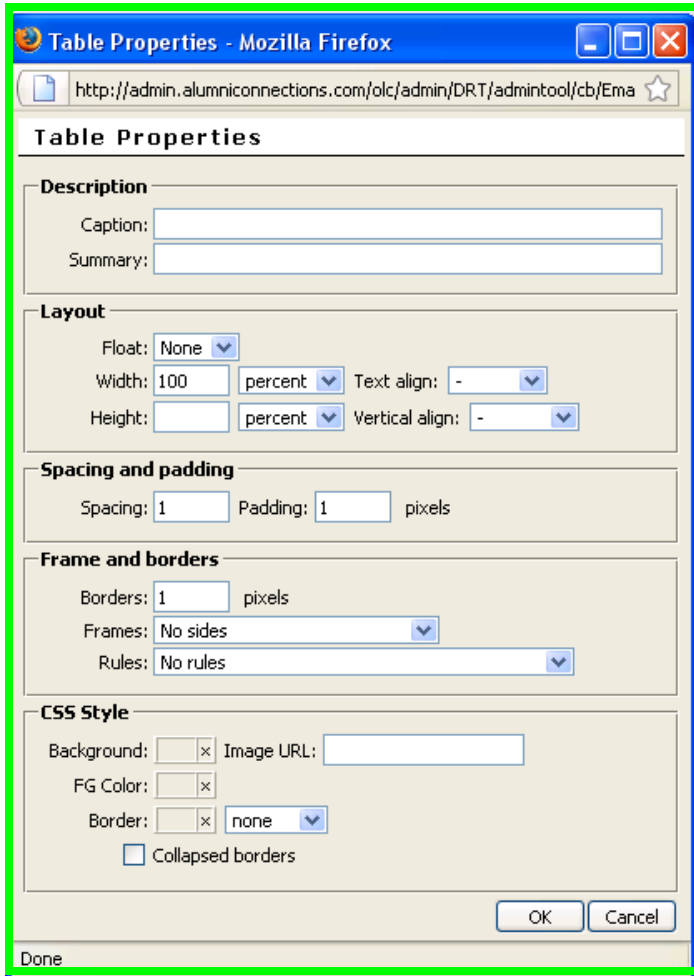 Table Properties - Mozilla Firefox
http://admin.alumniconnections.com/olc/admin/DRT/admintool/cb/Ema
Table Properties
Description
Caption:
Summary:
Layout
Float: None
Width: 100 percent Text align: -
Height: percent Vertical align: -
Spacing and padding
Spacing: 1 Padding: 1 pixels
Frame and borders
Borders: 1 pixels
Frames: No sides
Rules: No rules
CSS Style
Background: x Image URL:
FG Color: x
Border: x none
Collapsed borders
OK Cancel
Done